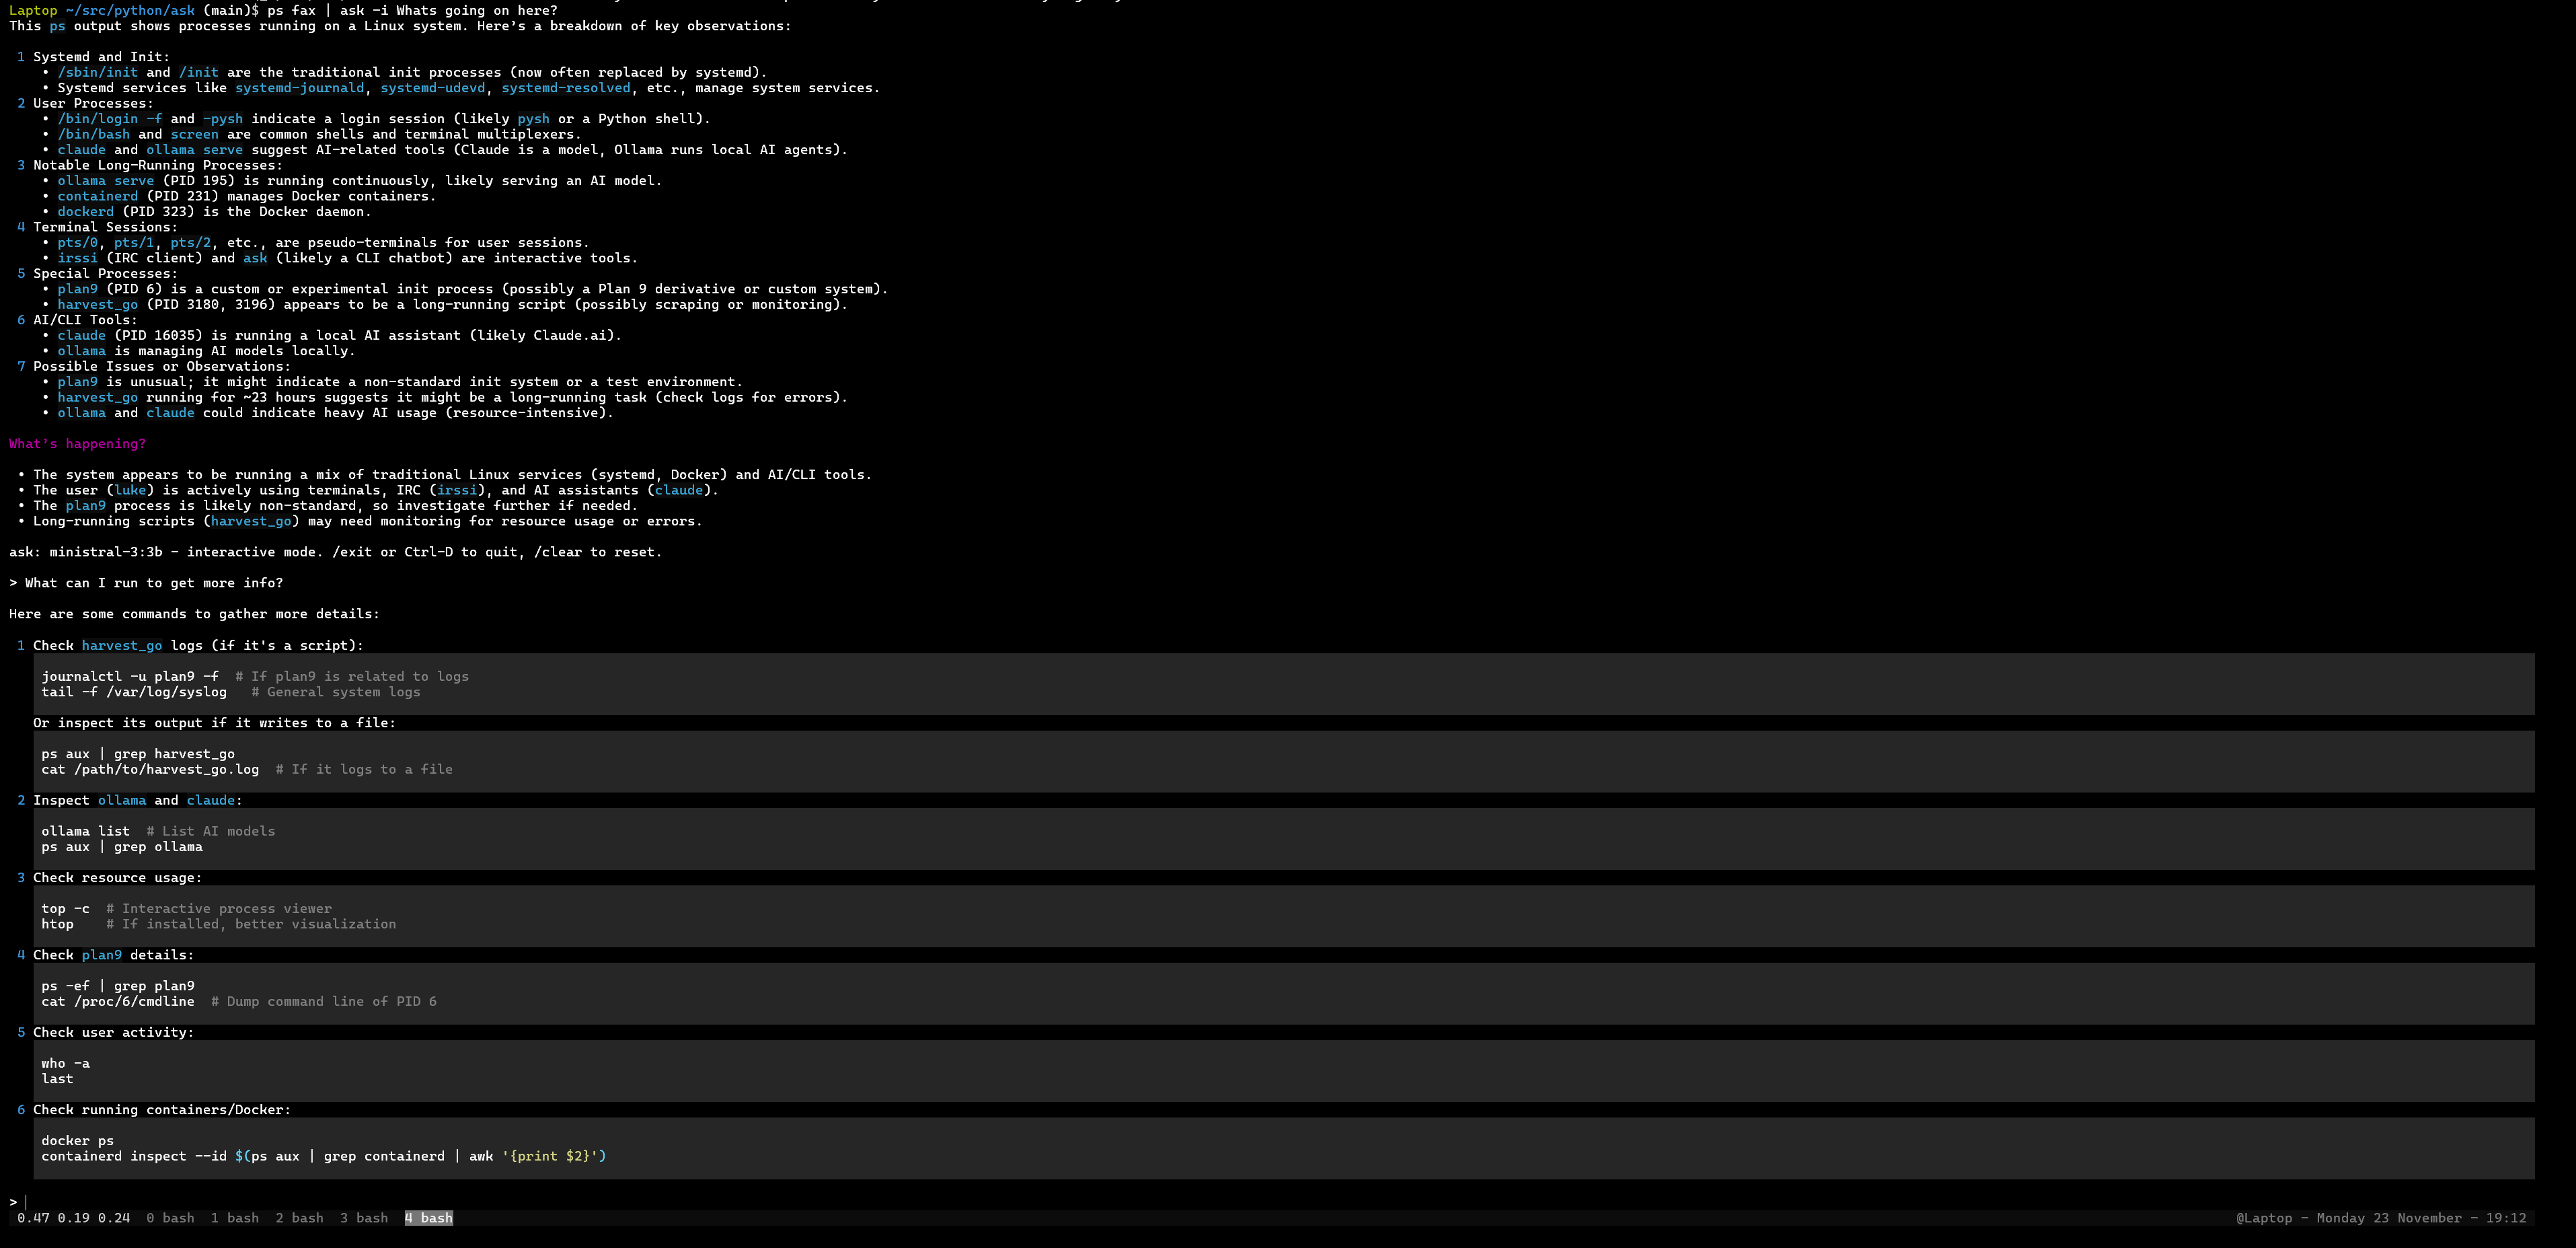 Laptop ~/src/python/ask (main)$ ps fax | ask -i Whats going on here?
This ps output shows processes running on a Linux system. Here's a breakdown of key observations:
1 Systemd and Init:
• /sbin/init and /init are the traditional init processes (now often replaced by systemd).
• Systemd services like systemd-journald, systemd-udevd, systemd-resolved, etc., manage system services.
2 User Processes:
• /bin/login -f and -pysh indicate a login session (likely pysh or a Python shell).
• /bin/bash and screen are common shells and terminal multiplexers.
• claude and ollama serve suggest AI-related tools (Claude is a model, Ollama runs local AI agents).
3 Notable Long-Running Processes:
• ollama serve (PID 195) is running continuously, likely serving an AI model.
• containerd (PID 231) manages Docker containers.
• dockerd (PID 323) is the Docker daemon.
4 Terminal Sessions:
• pts/0, pts/1, pts/2, etc., are pseudo-terminals for user sessions.
• irssi (IRC client) and ask (likely a CLI chatbot) are interactive tools.
5 Special Processes:
• plan9 (PID 6) is a custom or experimental init process (possibly a Plan 9 derivative or custom system).
• harvest_go (PID 3180, 3196) appears to be a long-running script (possibly scraping or monitoring).
6 AI/CLI Tools:
• claude (PID 16035) is running a local AI assistant (likely Claude.ai).
• ollama is managing AI models locally.
7 Possible Issues or Observations:
• plan9 is unusual; it might indicate a non-standard init system or a test environment.
• harvest_go running for ~23 hours suggests it might be a long-running task (check logs for errors).
• ollama and claude could indicate heavy AI usage (resource-intensive).
What's happening?
• The system appears to be running a mix of traditional Linux services (systemd, Docker) and AI/CLI tools.
• The user (luke) is actively using terminals, IRC (irssi), and AI assistants (claude).
• The plan9 process is likely non-standard, so investigate further if needed.
• Long-running scripts (harvest_go) may need monitoring for resource usage or errors.
ask: ministral-3:3b - interactive mode. /exit or Ctrl-D to quit, /clear to reset.
> What can I run to get more info?
Here are some commands to gather more details:
1 Check harvest_go logs (if it's a script):
journalctl -u plan9 -f  # If plan9 is related to logs
tail -f /var/log/syslog   # General system logs
Or inspect its output if it writes to a file:
ps aux | grep harvest_go
cat /path/to/harvest_go.log  # If it logs to a file
2 Inspect ollama and claude:
ollama list  # List AI models
ps aux | grep ollama
3 Check resource usage:
top -c  # Interactive process viewer
htop    # If installed, better visualization
4 Check plan9 details:
ps -ef | grep plan9
cat /proc/6/cmdline  # Dump command line of PID 6
5 Check user activity:
who -a
last
6 Check running containers/Docker:
docker ps
containerd inspect --id $(ps aux | grep containerd | awk '{print $2}')
>
0.47 0.19 0.24  0 bash  1 bash  2 bash  3 bash  4 bash  @Laptop - Monday 23 November - 19:12